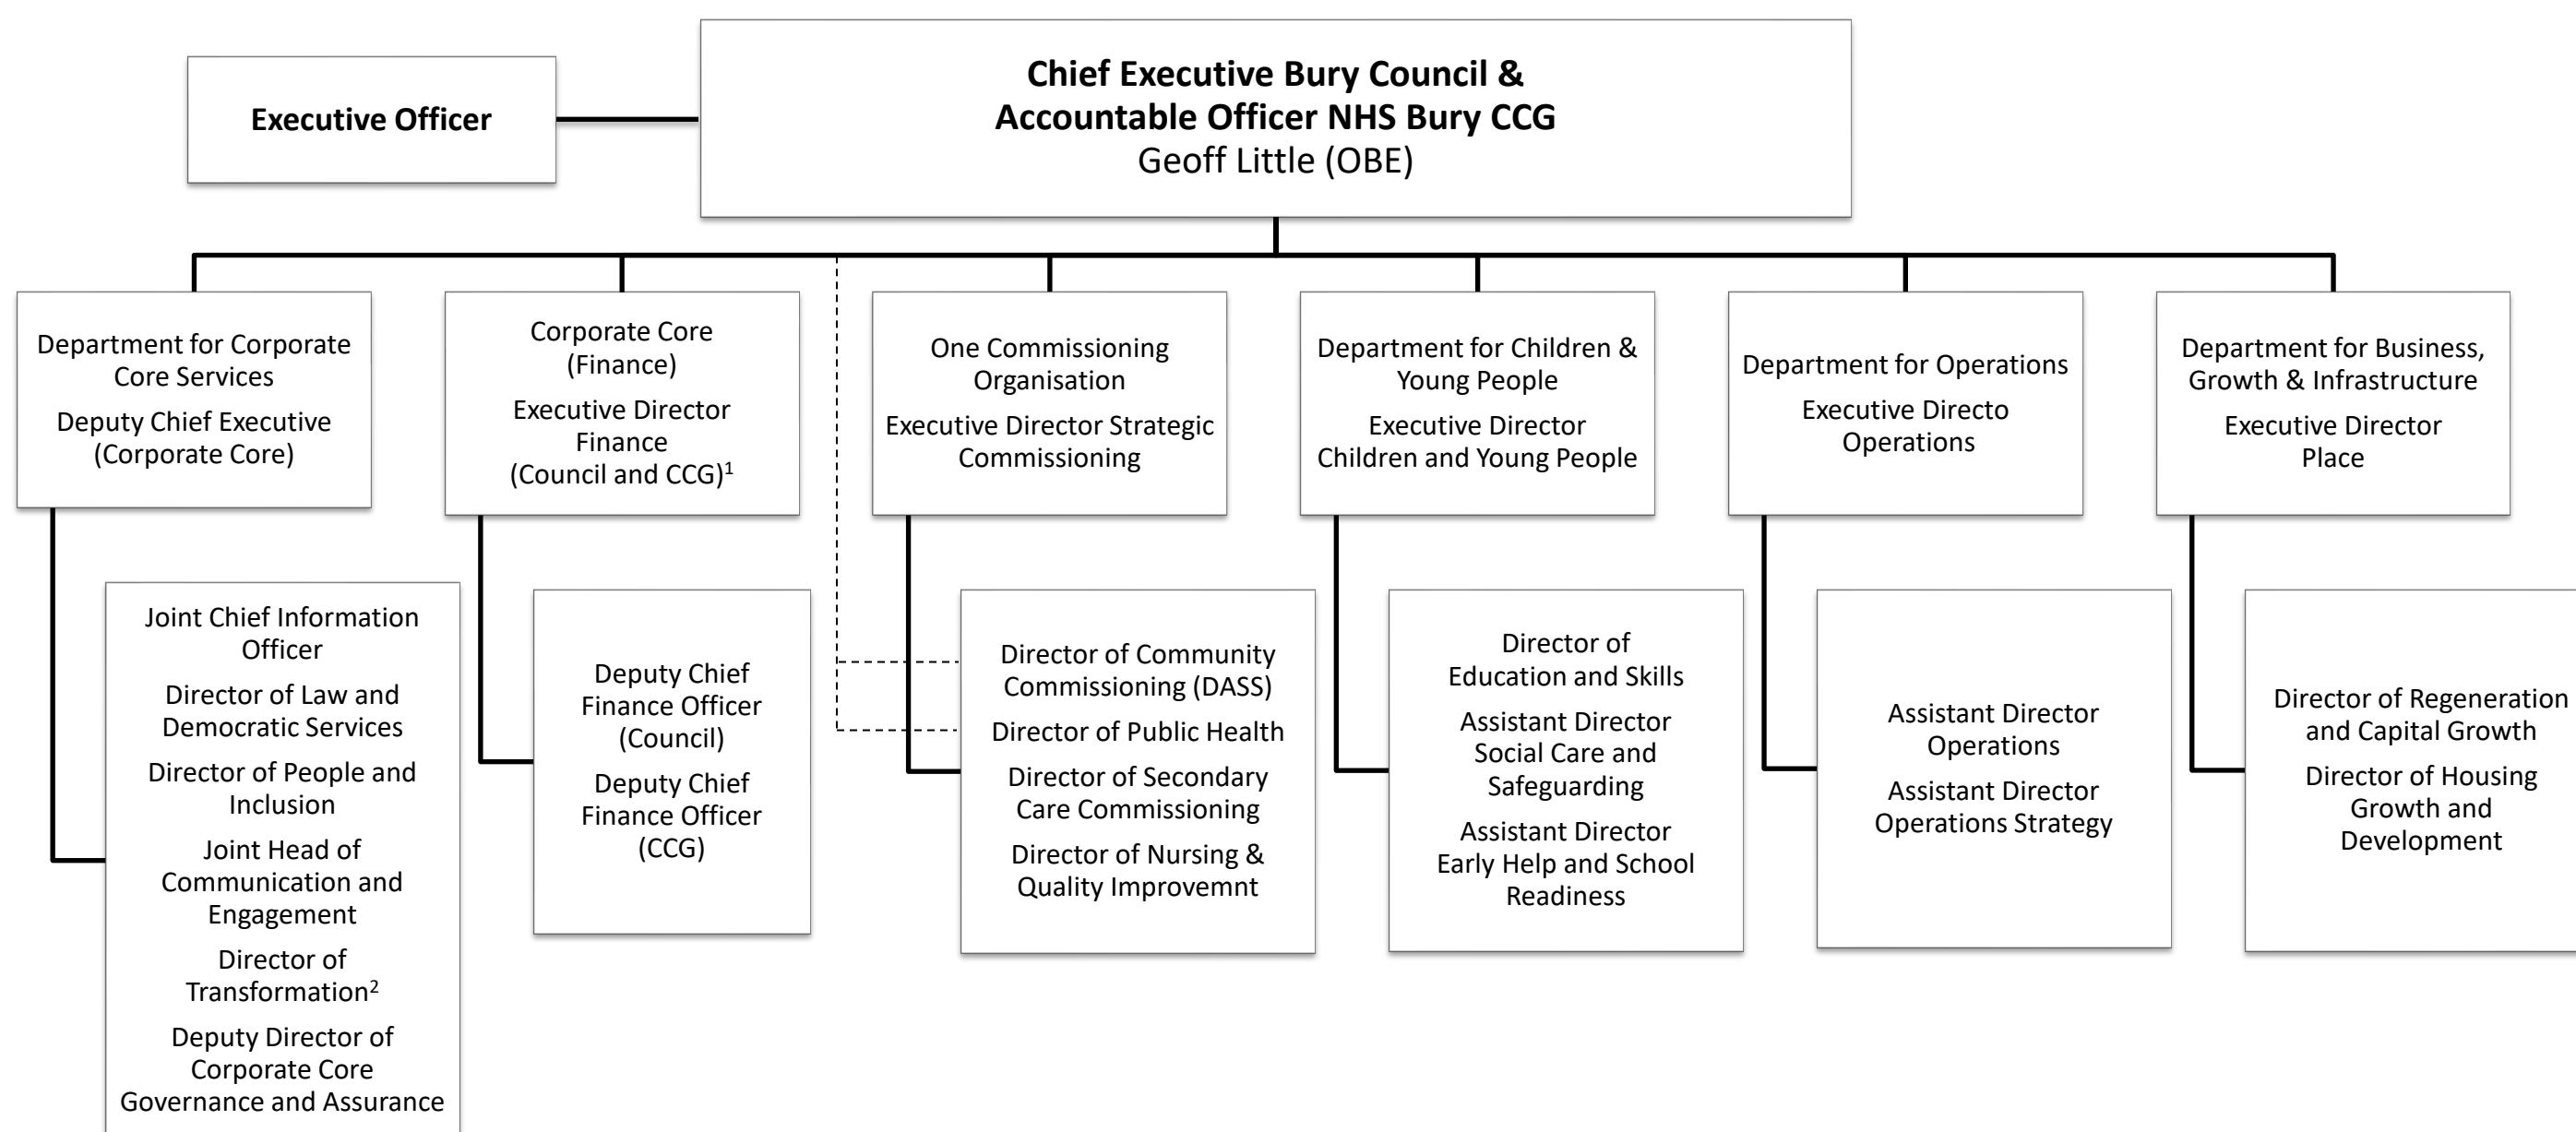 Executive Officer
Chief Executive Bury Council &
Accountable Officer NHS Bury CCG
Geoff Little (OBE)
Department for Corporate
Core Services
Deputy Chief Executive
(Corporate Core)
Corporate Core
(Finance)
Executive Director
Finance
(Council and CCG)¹
One Commissioning
Organisation
Executive Director Strategic
Commissioning
Department for Children &
Young People
Executive Director
Children and Young People
Department for Operations
Executive Directo
Operations
Department for Business,
Growth & Infrastructure
Executive Director
Place
Joint Chief Information
Officer
Director of Law and
Democratic Services
Director of People and
Inclusion
Joint Head of
Communication and
Engagement
Director of
Transformation²
Deputy Director of
Corporate Core
Governance and Assurance
Deputy Chief
Finance Officer
(Council)
Deputy Chief
Finance Officer
(CCG)
Director of Community
Commissioning (DASS)
Director of Public Health
Director of Secondary
Care Commissioning
Director of Nursing &
Quality Improvemnt
Director of
Education and Skills
Assistant Director
Social Care and
Safeguarding
Assistant Director
Early Help and School
Readiness
Assistant Director
Operations
Assistant Director
Operations Strategy
Director of Regeneration
and Capital Growth
Director of Housing
Growth and
Development